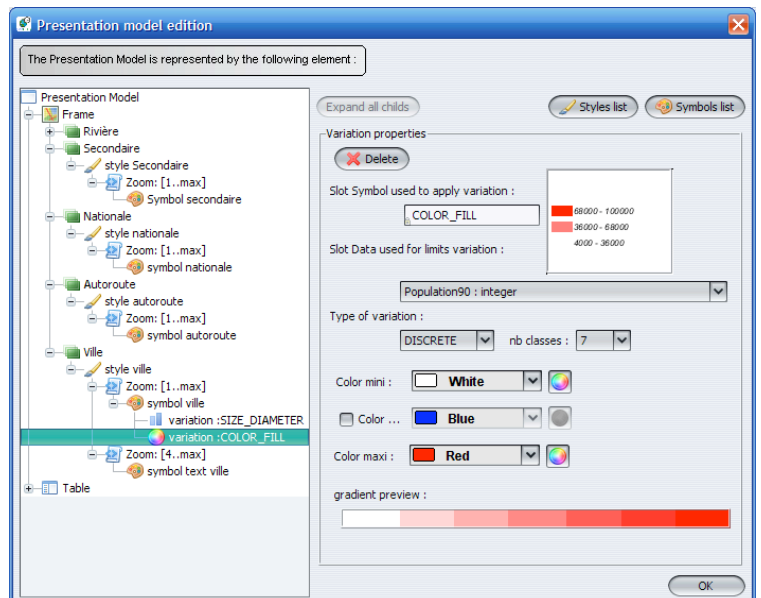 Presentation model edition
The Presentation Model is represented by the following element :
Presentation Model
Frame
Rivière
Secondaire
style Secondaire
Zoom: [1..max]
Symbol secondaire
Nationale
style nationale
Zoom: [1..max]
symbol nationale
Autoroute
style autoroute
Zoom: [1..max]
symbol autoroute
Ville
style ville
Zoom: [1..max]
symbol ville
variation :SIZE_DIAMETER
variation :COLOR_FILL
Zoom: [4..max]
symbol text ville
Table
Expand all childs
Styles list
Symbols list
Variation properties
Delete
Slot Symbol used to apply variation :
COLOR_FILL
68000 - 100000
36000 - 68000
4000 - 36000
Slot Data used for limits variation :
Population90 : integer
Type of variation :
DISCRETE
nb classes : 7
Color mini : White
Color ... Blue
Color maxi : Red
gradient preview :
OK